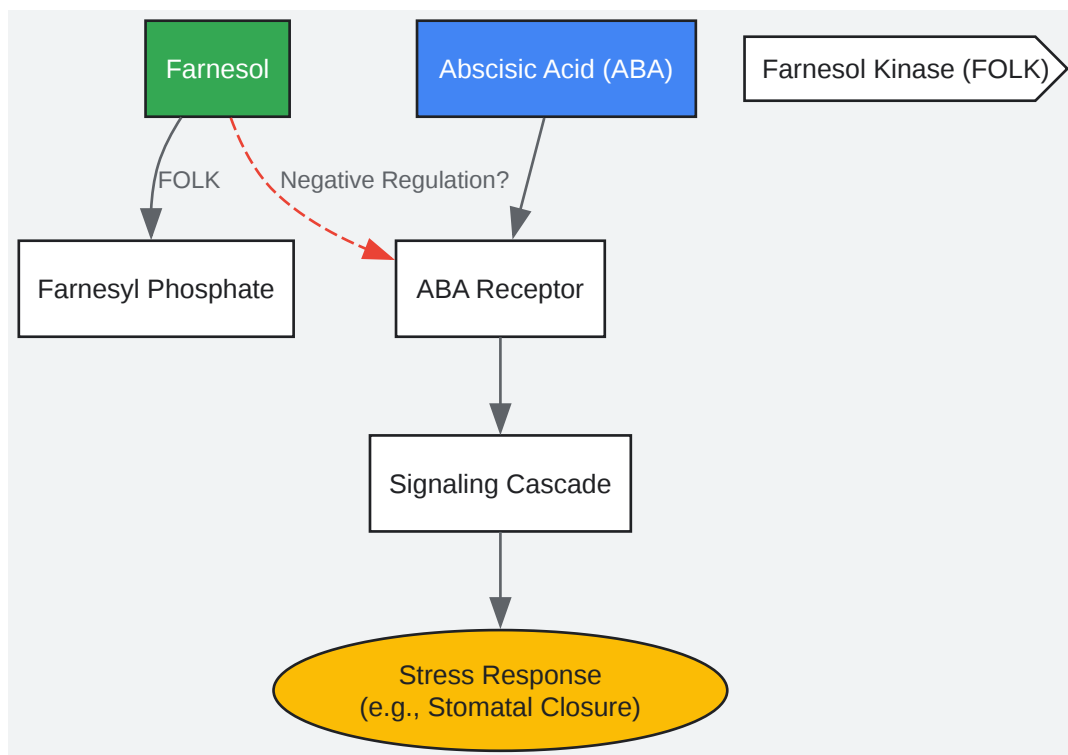 Farnesol
Abscisic Acid (ABA)
Farnesol Kinase (FOLK)
FOLK
Negative Regulation?
Farnesyl Phosphate
ABA Receptor
Signaling Cascade
Stress Response
(e.g., Stomatal Closure)